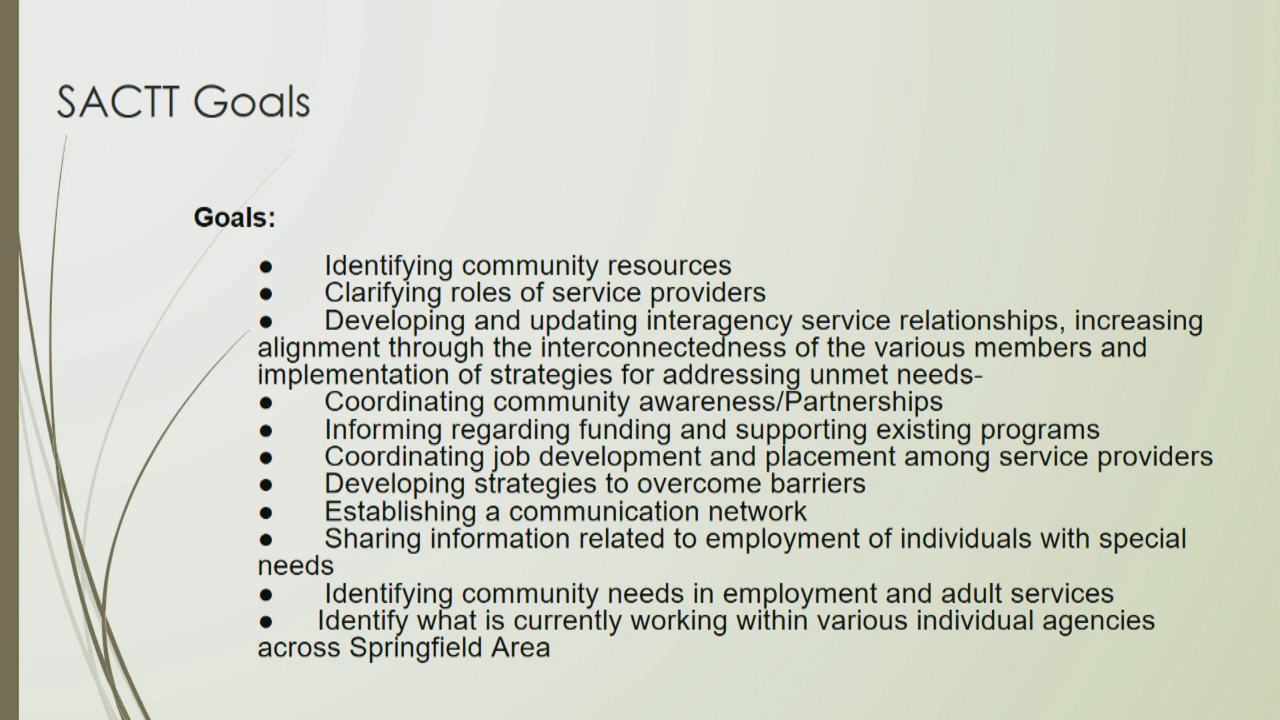 SACTT Goals
Goals:
● Identifying community resources
● Clarifying roles of service providers
● Developing and updating interagency service relationships, increasing
alignment through the interconnectedness of the various members and
implementation of strategies for addressing unmet needs-
● Coordinating community awareness/Partnerships
● Informing regarding funding and supporting existing programs
● Coordinating job development and placement among service providers
● Developing strategies to overcome barriers
● Establishing a communication network
● Sharing information related to employment of individuals with special
needs
● Identifying community needs in employment and adult services
● Identify what is currently working within various individual agencies
across Springfield Area